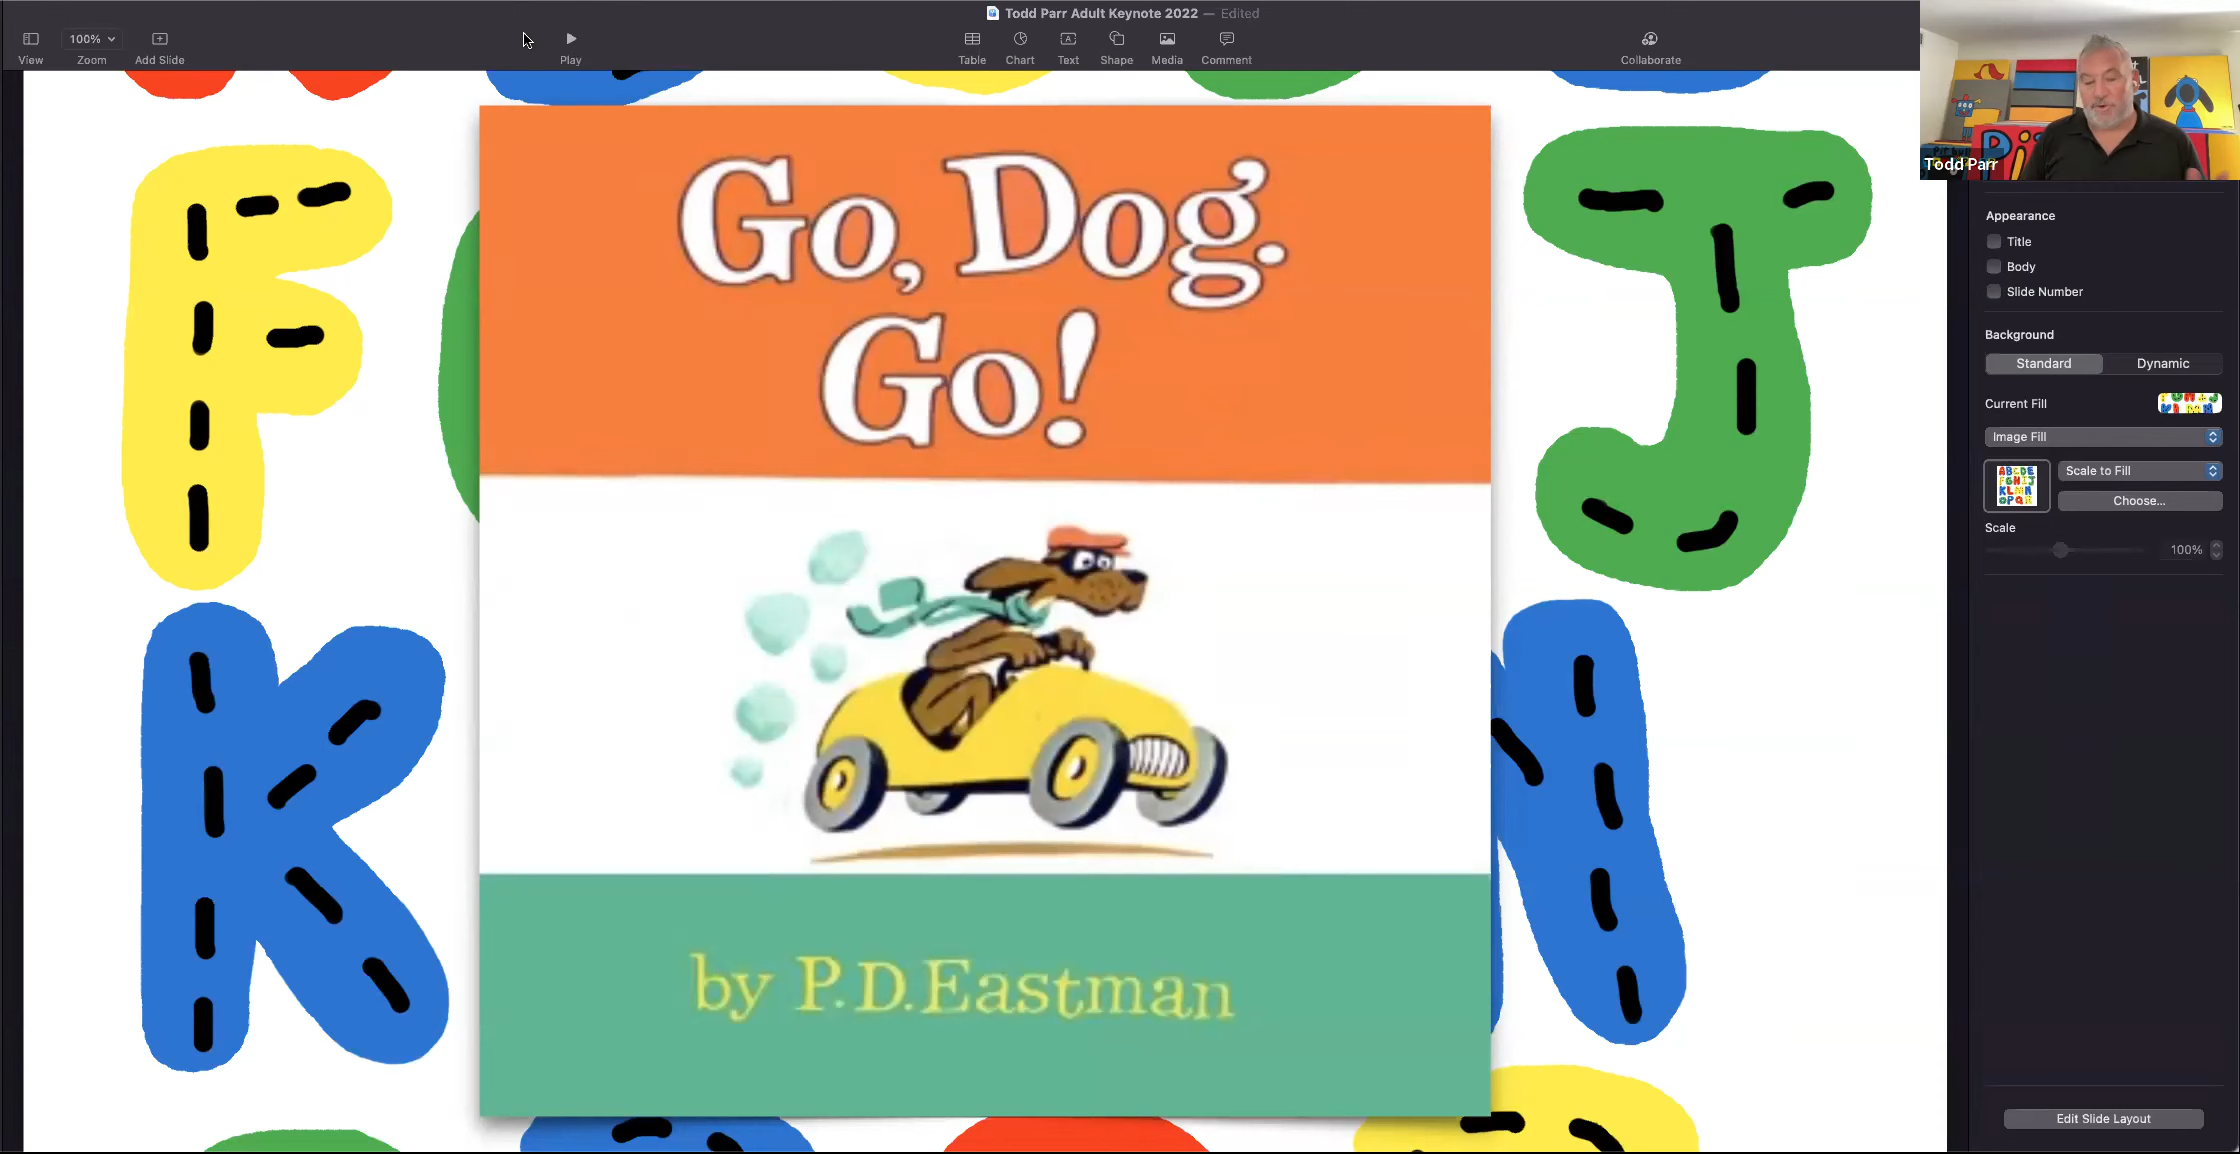 Todd Parr Adult Keynote 2022 — Edited
100%
View Zoom Add Slide Play Table Chart Text Shape Media Comment Collaborate
Todd Parr
F J
K
Go, Dog.
Go!
by P.D.Eastman
Appearance
Title
Body
Slide Number
Background
Standard Dynamic
Current Fill
Image Fill
Scale to Fill
Choose...
Scale
100%
Edit Slide Layout